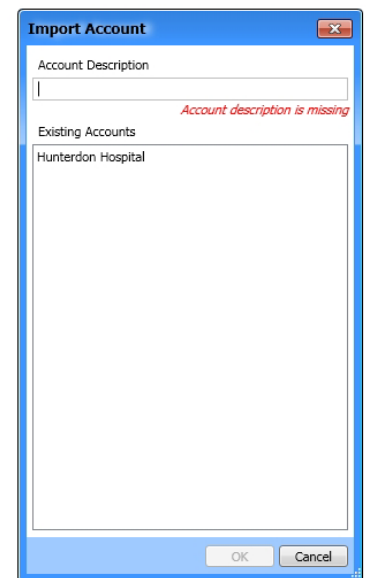 Import Account
Account Description
Account description is missing
Existing Accounts
Hunterdon Hospital
OK Cancel